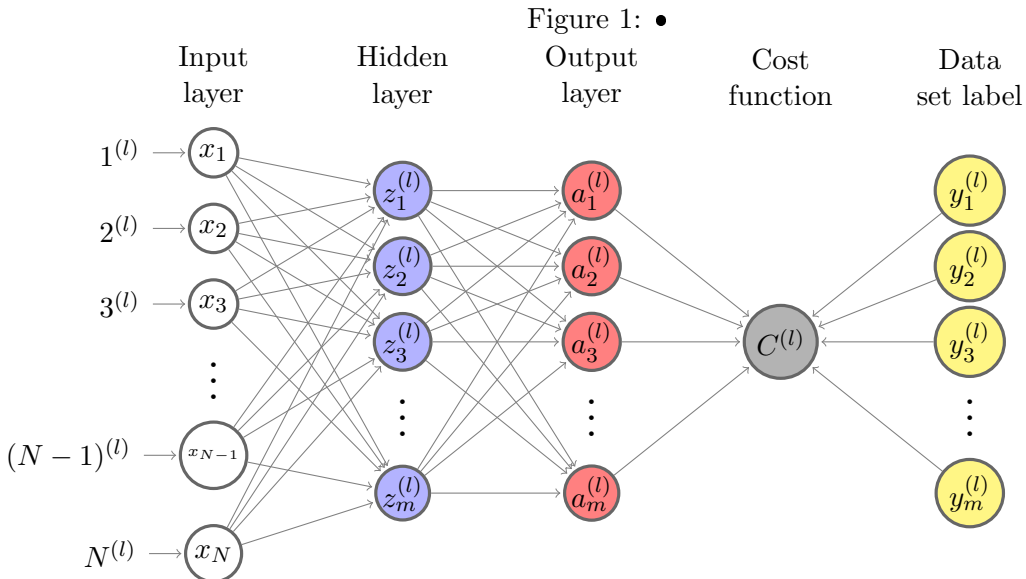 Figure 1: •
Input layer
Hidden layer
Output layer
Cost function
Data set label
1^{(l)} x_1 z_1^{(l)} a_1^{(l)} y_1^{(l)}
2^{(l)} x_2 z_2^{(l)} a_2^{(l)} y_2^{(l)}
3^{(l)} x_3 z_3^{(l)} a_3^{(l)} C^{(l)} y_3^{(l)}
⋮ ⋮ ⋮ ⋮
(N − 1)^{(l)} x_{N−1}
z_m^{(l)} a_m^{(l)} y_m^{(l)}
N^{(l)} x_N